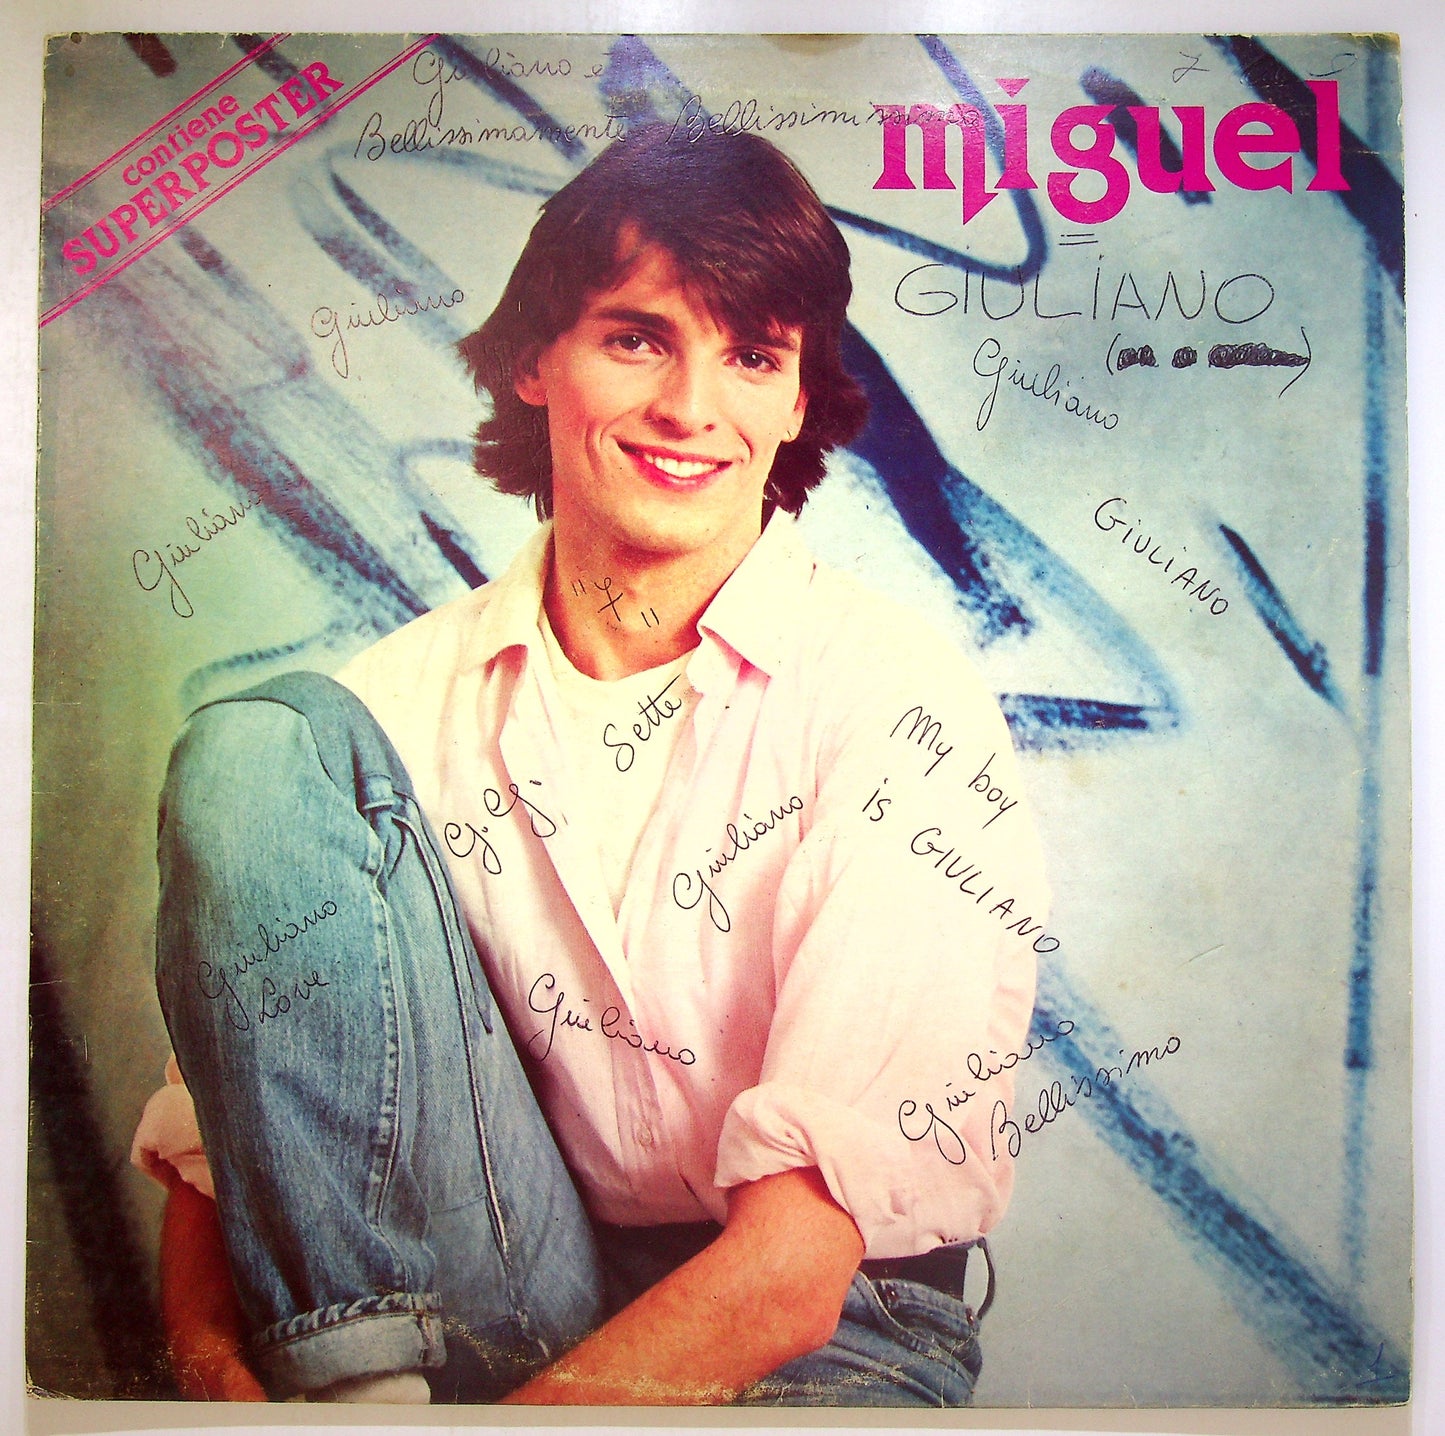 contiene
SUPERPOSTER
Giuliano è
Bellissimamente Bellissimissimo
miguel
=
GIULIANO
Giuliano
Giuliano
Giuliano
GIULIANO
"7"
Sette
G.G.
Giuliano
My boy
is GIULIANO
Giuliano
Love
Giuliano
Giuliano
Bellissimo
1